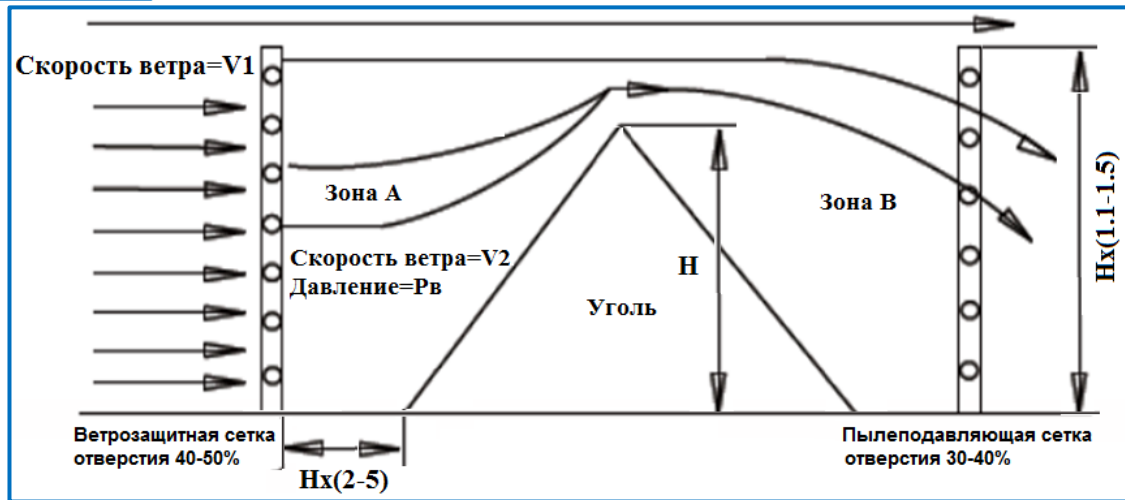 Скорость ветра=V1
Зона А
Зона В
Скорость ветра=V2
Давление=Рв
H
Уголь
Hx(1.1-1.5)
Ветрозащитная сетка
отверстия 40-50%
Hx(2-5)
Пылеподавляющая сетка
отверстия 30-40%